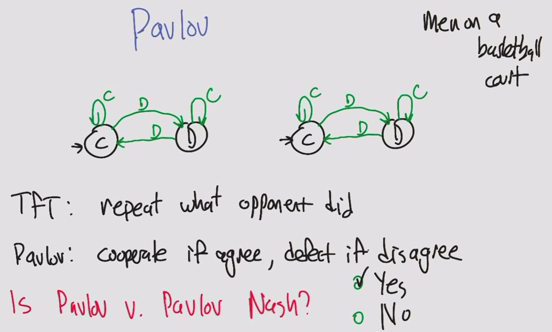 Pavlov
Men on a
basketball
court
C
D
C
C
D
D
C
D
C
C
D
D
TFT: repeat what opponent did
Pavlov: cooperate if agree, defect if disagree
Is Pavlov v. Pavlov Nash?
Yes
No